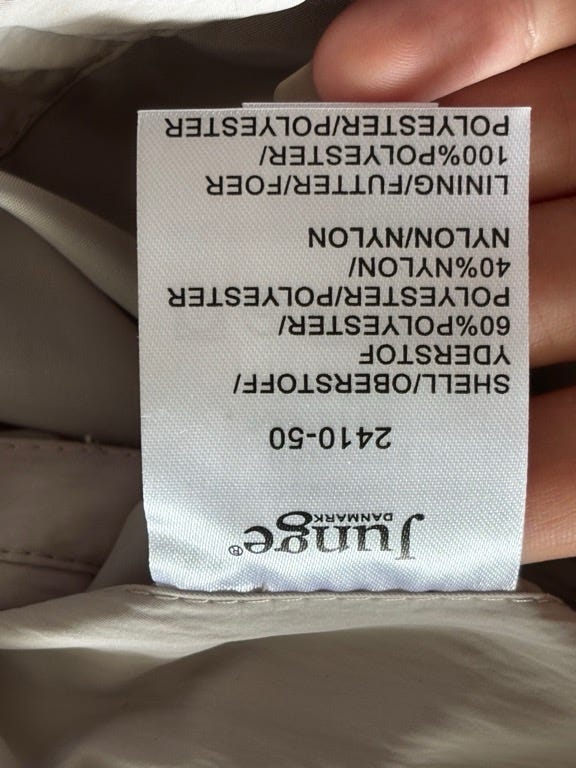 Junge®
DANMARK
2410-50
SHELL/OBERSTOFF/
YDERSTOF
60%POLYESTER/
POLYESTER/POLYESTER
40%NYLON/
NYLON/NYLON
LINING/FUTTER/FOER
100%POLYESTER/
POLYESTER/POLYESTER